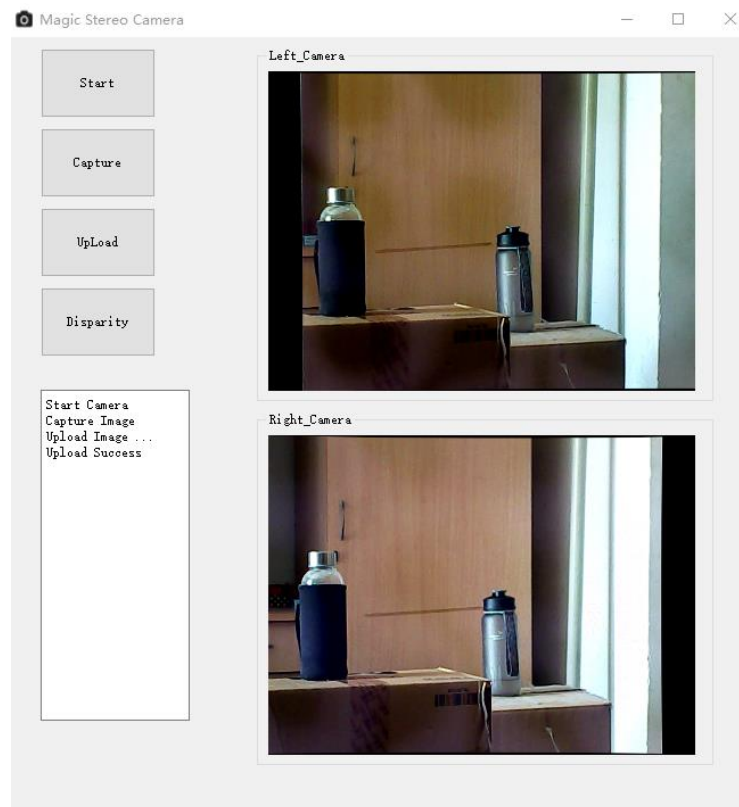 Magic Stereo Camera
Start
Capture
UpLoad
Disparity
Start Camera
Capture Image
Upload Image ...
Upload Success
Left_Camera
Right_Camera